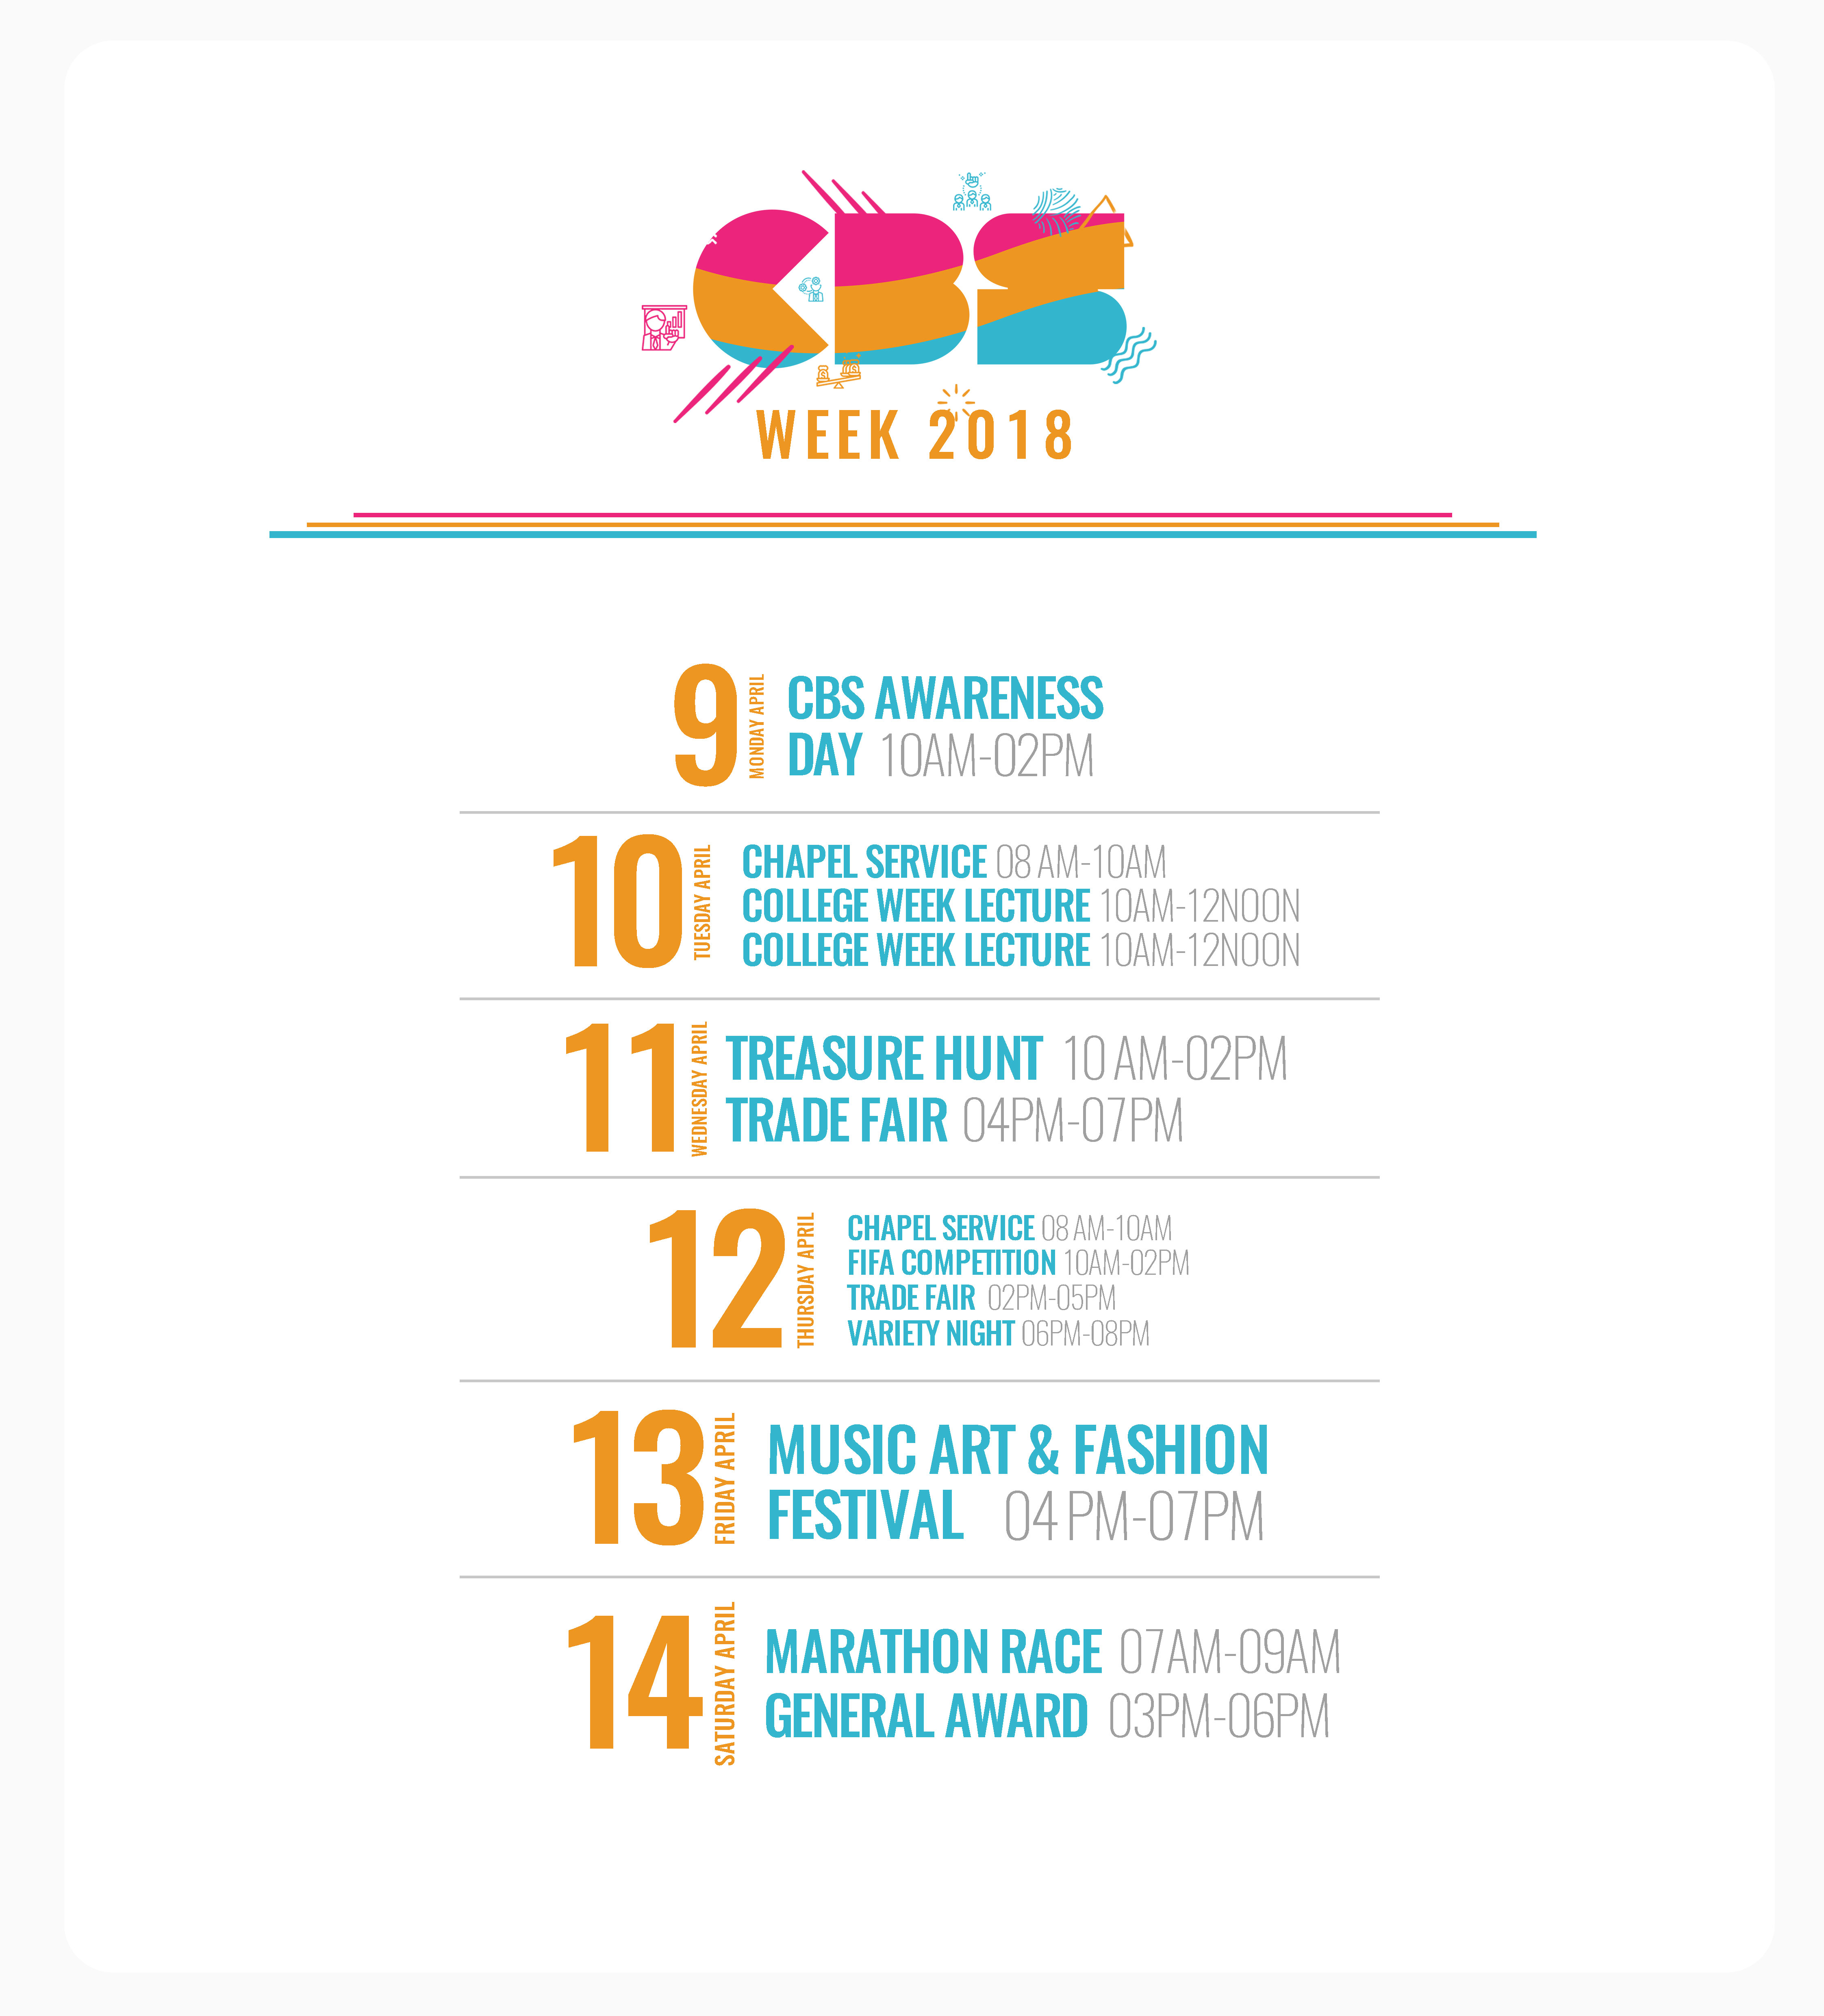 CBS
WEEK 2018
9
MONDAY APRIL
CBS AWARENESS
DAY 10AM-02PM
10
TUESDAY APRIL
CHAPEL SERVICE 08 AM-10AM
COLLEGE WEEK LECTURE 10AM-12NOON
COLLEGE WEEK LECTURE 10AM-12NOON
11
WEDNESDAY APRIL
TREASURE HUNT 10 AM-02PM
TRADE FAIR 04PM-07PM
12
THURSDAY APRIL
CHAPEL SERVICE 08 AM-10AM
FIFA COMPETITION 10AM-02PM
TRADE FAIR 02PM-05PM
VARIETY NIGHT 06PM-08PM
13
FRIDAY APRIL
MUSIC ART & FASHION
FESTIVAL 04 PM-07PM
14
SATURDAY APRIL
MARATHON RACE 07AM-09AM
GENERAL AWARD 03PM-06PM